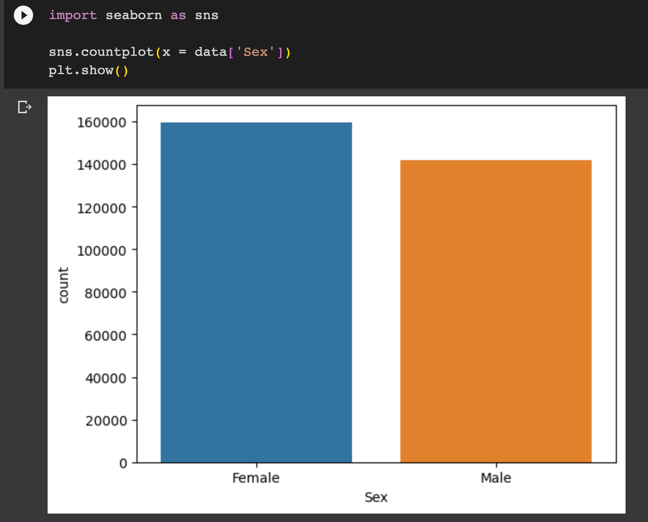 import seaborn as sns
sns.countplot(x = data['Sex'])
plt.show()
160000
140000
120000
100000
80000
60000
40000
20000
0
count
Female Male
Sex